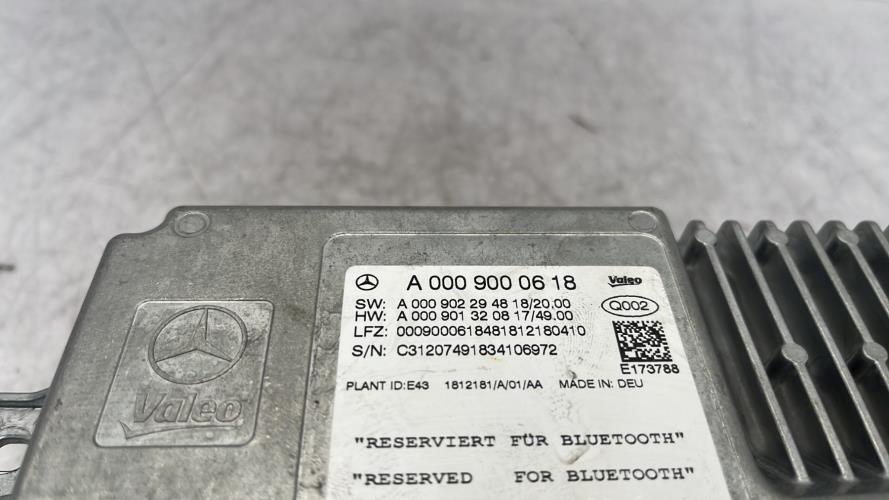 A 000 900 06 18 Valeo
SW: A 000 902 29 48 18/20.00
HW: A 000 901 32 08 17/49.00
Q002
LFZ: 0009000618481812180410
S/N: C31207491834106972
E173788
PLANT ID:E43 1812181/A/01/AA MADE IN: DEU
Valeo
"RESERVIERT FÜR BLUETOOTH"
"RESERVED FOR BLUETOOTH"